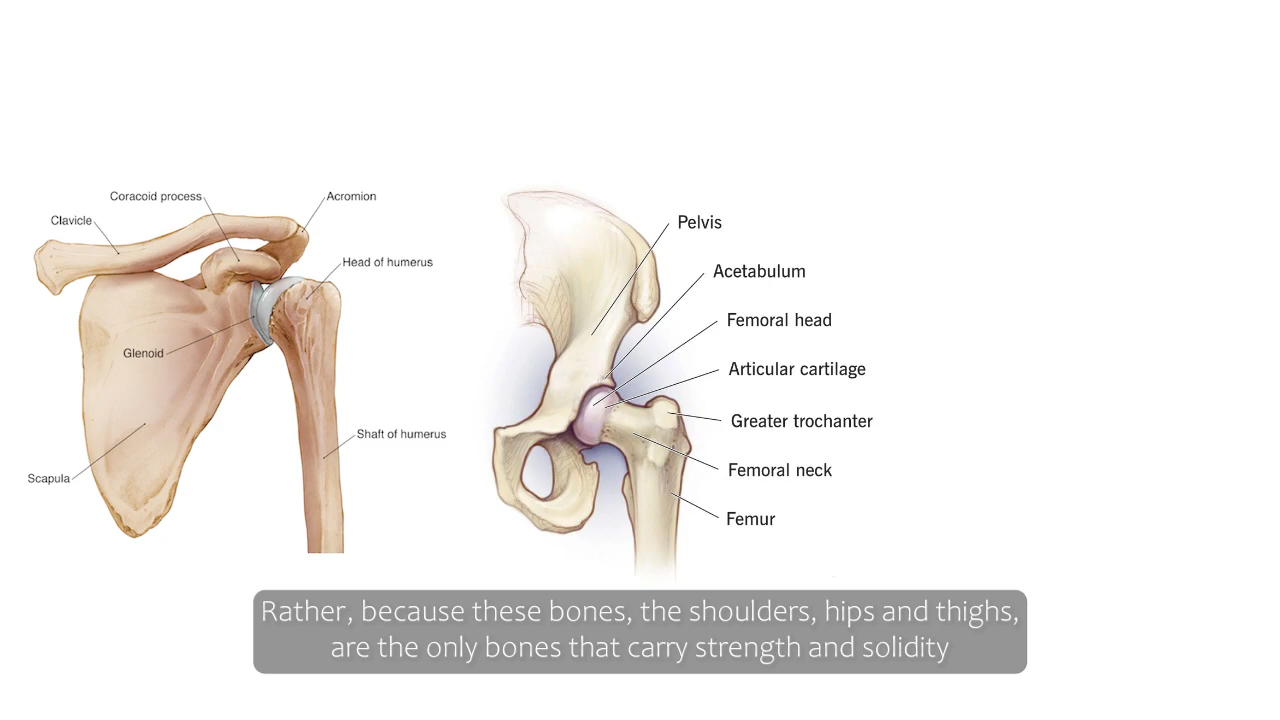 Coracoid process
Acromion
Clavicle
Head of humerus
Glenoid
Shaft of humerus
Scapula
Pelvis
Acetabulum
Femoral head
Articular cartilage
Greater trochanter
Femoral neck
Femur
Rather, because these bones, the shoulders, hips and thighs,
are the only bones that carry strength and solidity